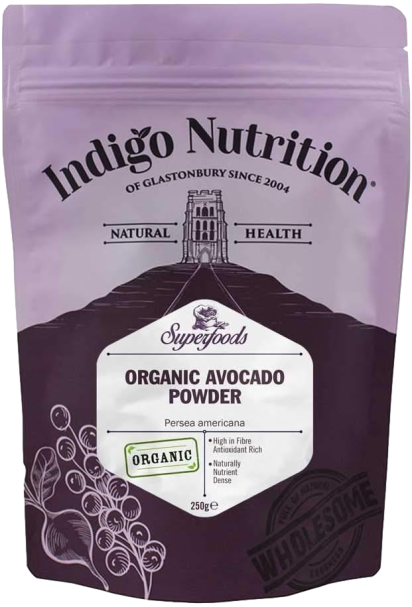 Indigo Nutrition®
OF GLASTONBURY SINCE 2004
NATURAL HEALTH
Superfoods
ORGANIC AVOCADO
POWDER
Persea americana
ORGANIC
•High in Fibre
Antioxidant Rich
•Naturally
Nutrient
Dense
250g℮
WHOLESOME